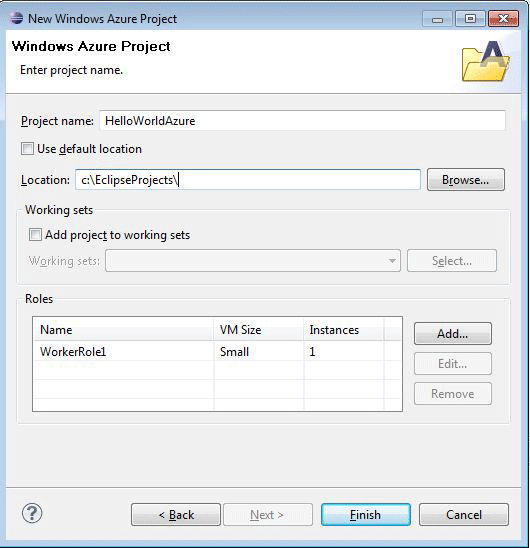 New Windows Azure Project
Windows Azure Project
Enter project name.
Project name: HelloWorldAzure
Use default location
Location: c:\EclipseProjects\ Browse...
Working sets
Add project to working sets
Working sets: Select...
Roles
Name VM Size Instances
WorkerRole1 Small 1
Add...
Edit...
Remove
? < Back Next > Finish Cancel